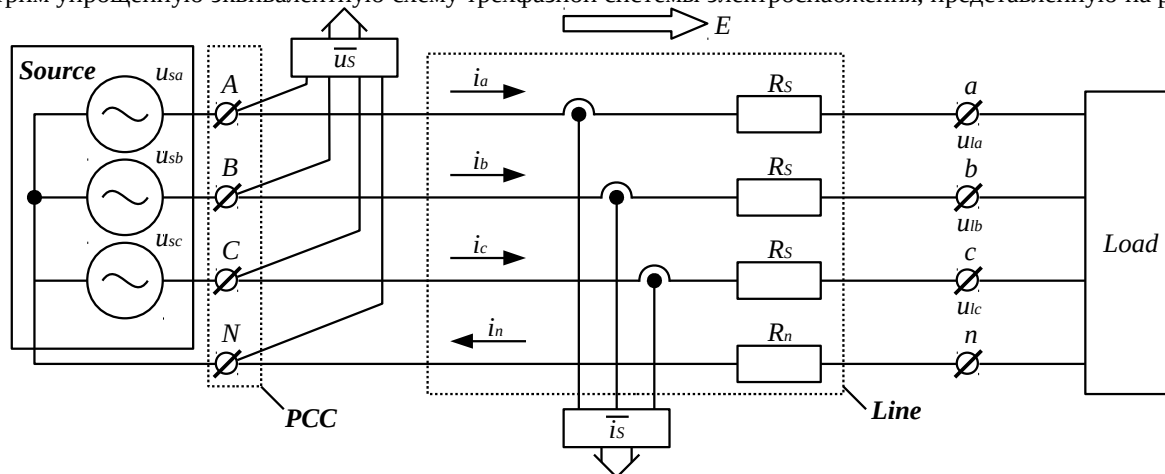 трим упрощенную эквивалентную схему трехфазной системы электроснабжения, представленную на р
E
Source
u_S
u_sa
A
i_a
R_S
a
u_la
u_sb
B
i_b
R_S
b
u_lb
u_sc
C
i_c
R_S
c
Load
u_lc
N
i_n
R_n
n
PCC
Line
i_S